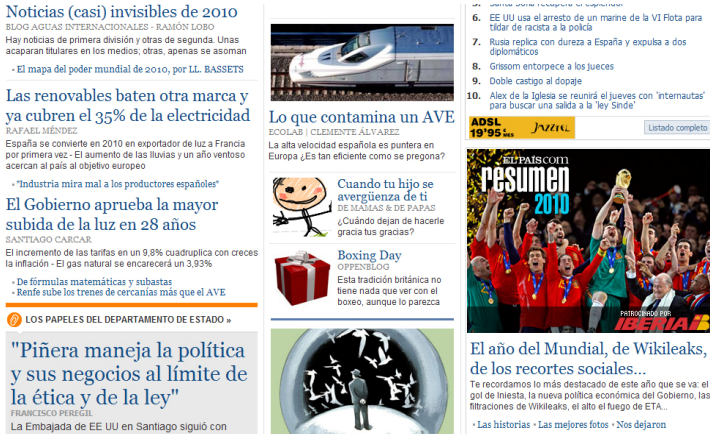 Noticias (casi) invisibles de 2010
BLOG AGUAS INTERNACIONALES - RAMÓN LOBO
Hay noticias de primera división y otras de segunda. Unas
acaparan titulares en los medios; otras, apenas se asoman
• El mapa del poder mundial de 2010, por LL. BASSETS
Las renovables baten otra marca y
ya cubren el 35% de la electricidad
RAFAEL MÉNDEZ
España se convierte en 2010 en exportador de luz a Francia
por primera vez - El aumento de las lluvias y un año ventoso
acercan al país al objetivo europeo
• "Industria mira mal a los productores españoles"
El Gobierno aprueba la mayor
subida de la luz en 28 años
SANTIAGO CARCAR
El incremento de las tarifas en un 9,8% cuadruplica con creces
la inflación - El gas natural se encarecerá un 3,93%
• De fórmulas matemáticas y subastas
• Renfe sube los trenes de cercanías más que el AVE
LOS PAPELES DEL DEPARTAMENTO DE ESTADO »
"Piñera maneja la política
y sus negocios al límite de
la ética y de la ley"
FRANCISCO PEREGIL
La Embajada de EE UU en Santiago siguió con
Lo que contamina un AVE
ECOLAB | CLEMENTE ÁLVAREZ
La alta velocidad española es puntera en
Europa ¿Es tan eficiente como se pregona?
Cuando tu hijo se
avergüenza de ti
DE MAMAS & DE PAPAS
¿Cuándo dejan de hacerle
gracia tus gracias?
Boxing Day
OPPENBLOG
Esta tradición británica no
tiene nada que ver con el
boxeo, aunque lo parezca
6. EE UU usa el arresto de un marine de la VI Flota para
tildar de racista a la policía
7. Rusia replica con dureza a España y expulsa a dos
diplomáticos
8. Grissom entorpece a los jueces
9. Doble castigo al dopaje
10. Alex de la Iglesia se reunirá el jueves con 'internautas'
para buscar una salida a la 'ley Sinde'
ADSL
19'95 € MES
JAZZTEL
Listado completo
EL PAIS.COM
resumen
2010
PATROCINADO POR
IBERIA
El año del Mundial, de Wikileaks,
de los recortes sociales...
Te recordamos lo más destacado de este año que se va: el
gol de Iniesta, la nueva política económica del Gobierno, las
filtraciones de Wikileaks, el alto el fuego de ETA...
• Las historias • Las mejores fotos • Nos dejaron